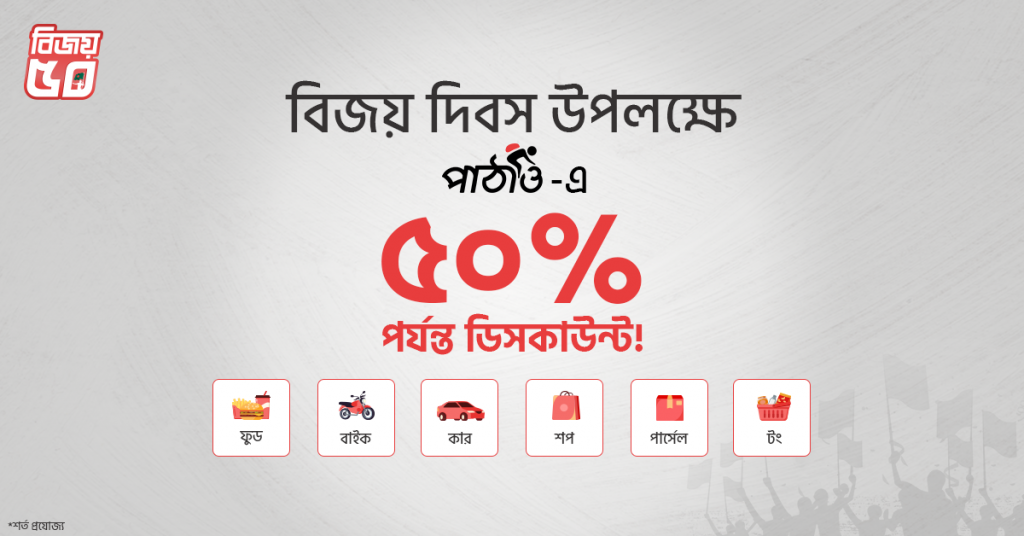 বিজয়
৫০
বিজয় দিবস উপলক্ষে
পাঠাও -এ
৫০%
পর্যন্ত ডিসকাউন্ট!
ফুড
বাইক
কার
শপ
পার্সেল
টং
*শর্ত প্রযোজ্য